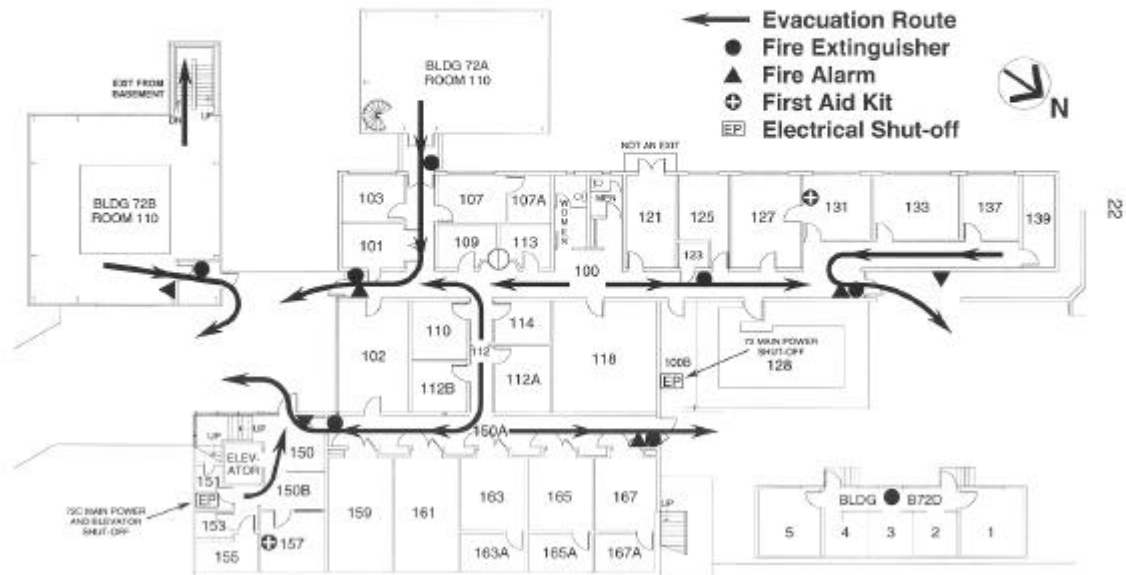 Evacuation Route
Fire Extinguisher
Fire Alarm
First Aid Kit
EP Electrical Shut-off
N
22
BLDG 72A
ROOM 110
EXIT FROM
BASEMENT
UP
BLDG 72B
ROOM 110
NOT AN EXIT
103
107
107A
WOMEN
MEN
121
125
127
131
133
137
139
101
109
113
123
100
110
114
102
112
118
112B
112A
100B
EP
72 MAIN POWER
SHUT-OFF
128
150A
UP
UP
ELEV-
ATOR
150
151
150B
EP
153
155
157
72C MAIN POWER
AND ELEVATOR
SHUT-OFF
159
161
163
165
167
163A
165A
167A
UP
BLDG B72D
5
4
3
2
1